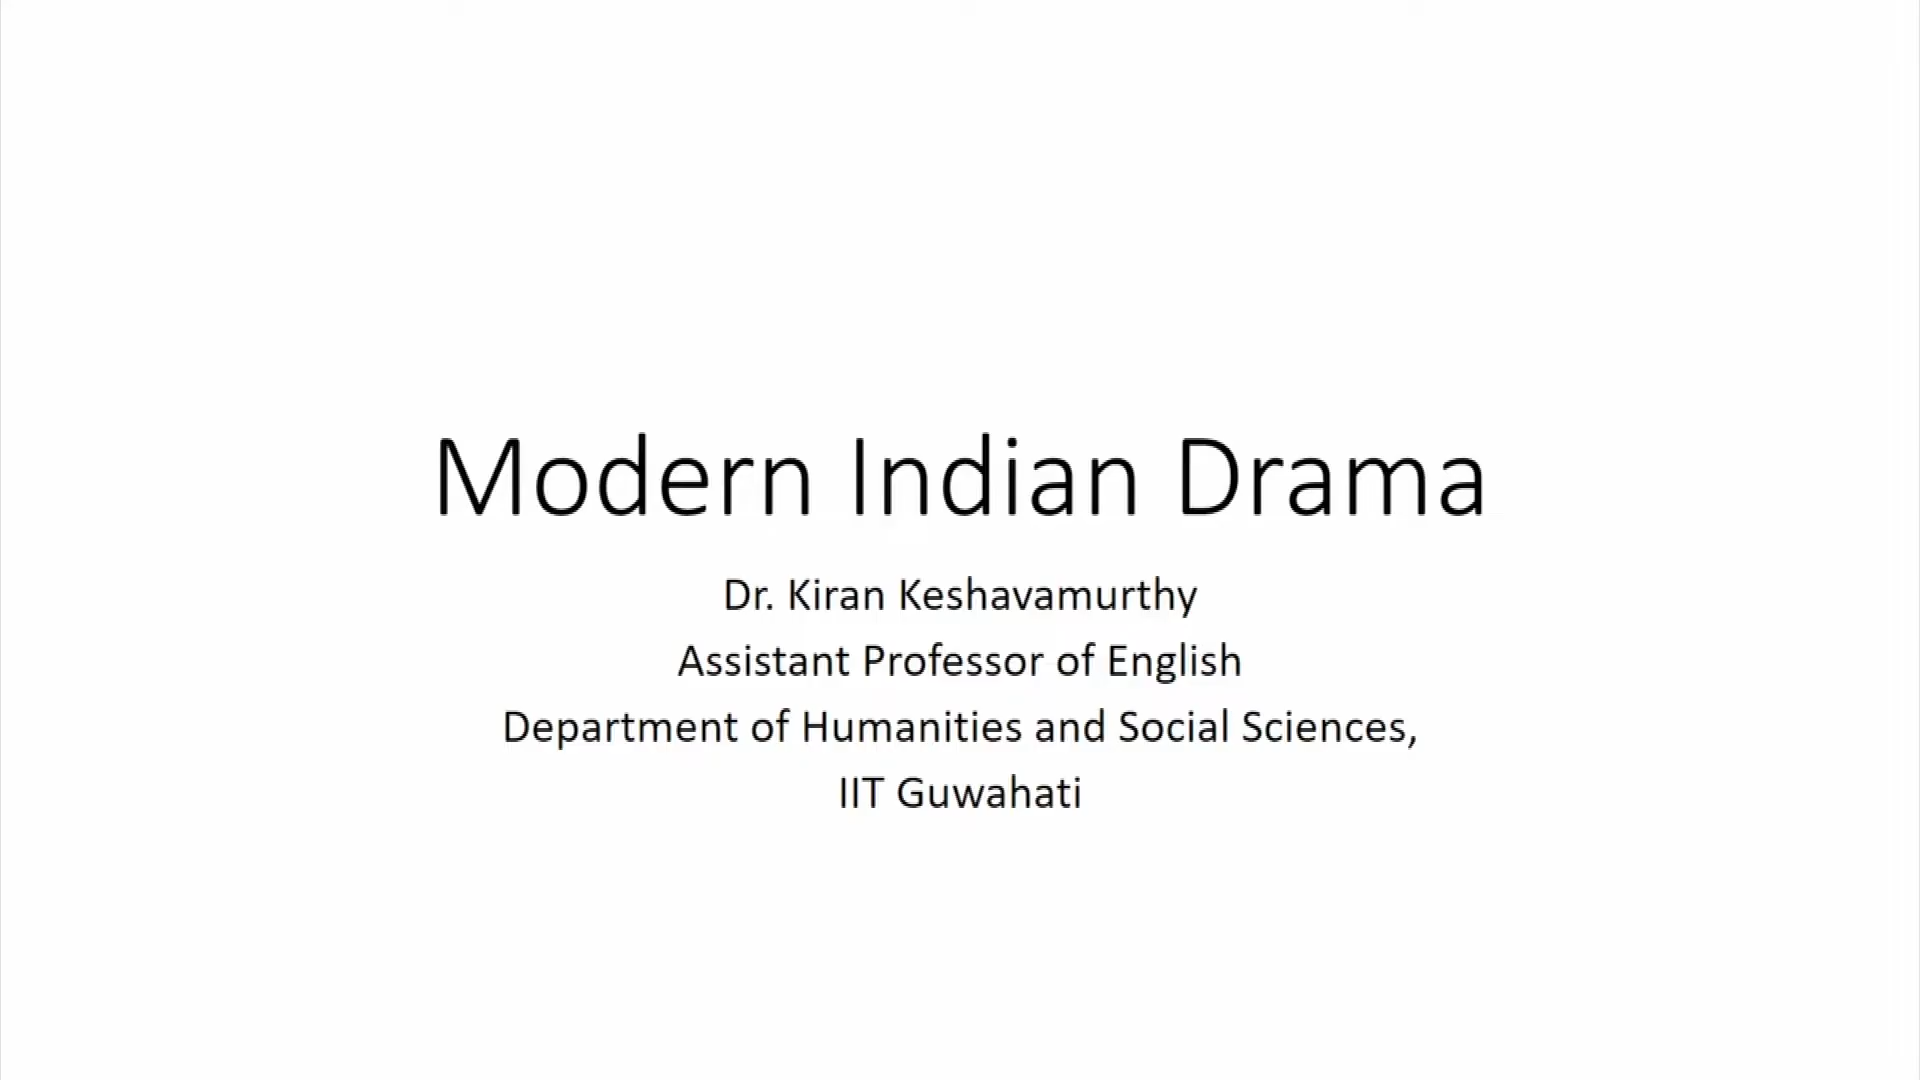 Modern Indian Drama
Dr. Kiran Keshavamurthy
Assistant Professor of English
Department of Humanities and Social Sciences,
IIT Guwahati